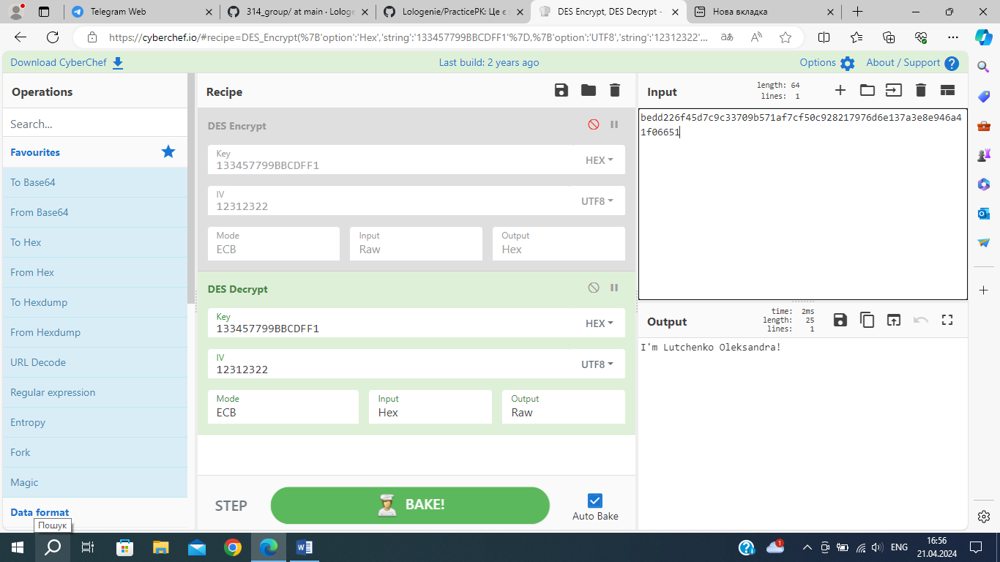 Telegram Web
314_group/ at main · Lologe
Lologenie/PracticePK: Це є
DES Encrypt, DES Decrypt -
Нова вкладка
https://cyberchef.io/#recipe=DES_Encrypt(%7B'option':'Hex','string':'133457799BBCDFF1'%7D,%7B'option':'UTF8','string':'12312322'...
Download CyberChef
Last build: 2 years ago
Options
About / Support
Operations
Search...
Favourites
To Base64
From Base64
To Hex
From Hex
To Hexdump
From Hexdump
URL Decode
Regular expression
Entropy
Fork
Magic
Data format
Пошук
Recipe
DES Encrypt
Key
133457799BBCDFF1
HEX
IV
12312322
UTF8
Mode
ECB
Input
Raw
Output
Hex
DES Decrypt
Key
133457799BBCDFF1
HEX
IV
12312322
UTF8
Mode
ECB
Input
Hex
Output
Raw
STEP
BAKE!
Auto Bake
Input
length: 64
lines: 1
bedd226f45d7c9c33709b571af7cf50c928217976d6e137a3e8e946a4
1f06651
Output
time: 2ms
length: 25
lines: 1
I'm Lutchenko Oleksandra!
1
ENG
16:56
21.04.2024